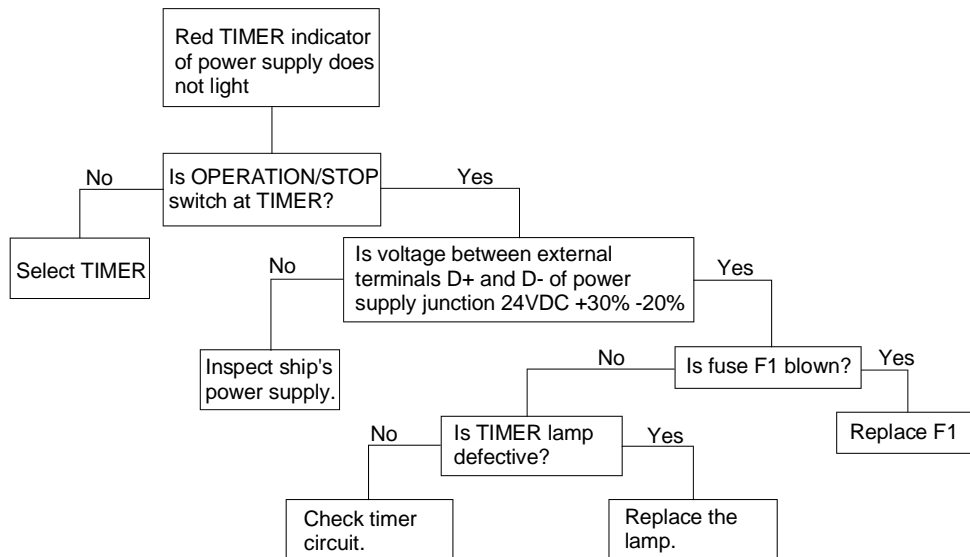 Red TIMER indicator
of power supply does
not light
No
Is OPERATION/STOP
switch at TIMER?
Yes
Select TIMER
No
Is voltage between external
terminals D+ and D- of power
supply junction 24VDC +30% -20%
Yes
Inspect ship's
power supply.
No
Is fuse F1 blown?
Yes
No
Is TIMER lamp
defective?
Yes
Replace F1
Check timer
circuit.
Replace the
lamp.